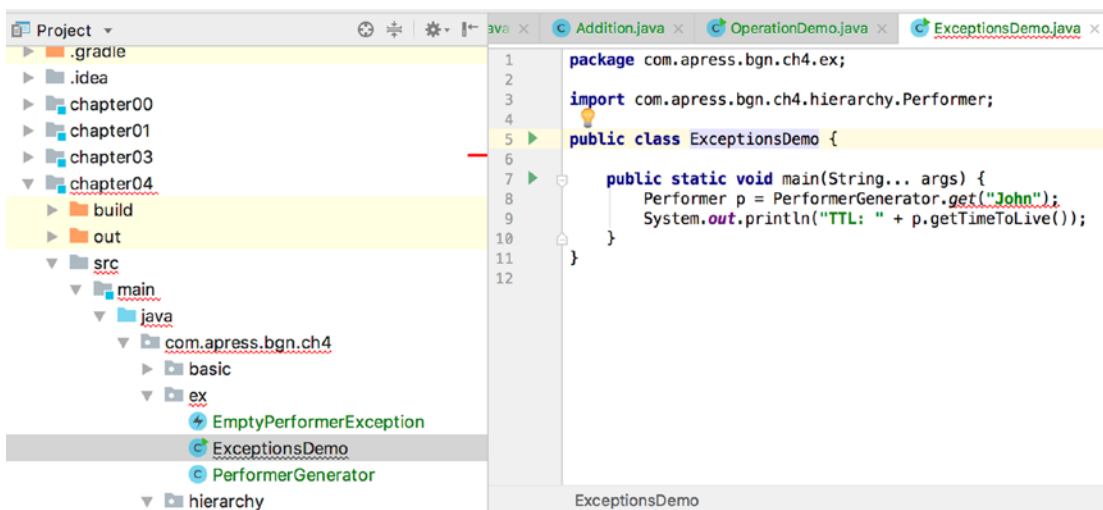 Project
.gradle
.idea
chapter00
chapter01
chapter03
chapter04
build
out
src
main
java
com.apress.bgn.ch4
basic
ex
EmptyPerformerException
ExceptionsDemo
PerformerGenerator
hierarchy
ava Addition.java OperationDemo.java ExceptionsDemo.java
1 package com.apress.bgn.ch4.ex;
2
3 import com.apress.bgn.ch4.hierarchy.Performer;
4
5 public class ExceptionsDemo {
6
7 public static void main(String... args) {
8 Performer p = PerformerGenerator.get("John");
9 System.out.println("TTL: " + p.getTimeToLive());
10 }
11 }
12
ExceptionsDemo